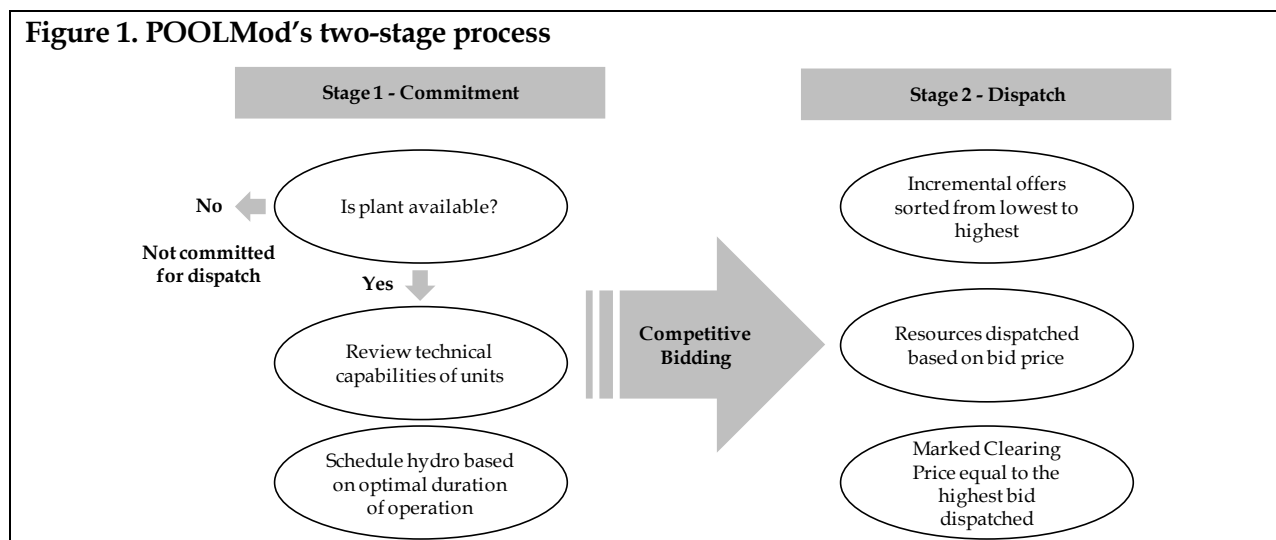 Figure 1. POOLMod's two-stage process
Stage 1 - Commitment
Stage 2 - Dispatch
No
Is plant available?
Not committed
for dispatch
Yes
Review technical
capabilities of units
Schedule hydro based
on optimal duration
of operation
Competitive
Bidding
Incremental offers
sorted from lowest to
highest
Resources dispatched
based on bid price
Marked Clearing
Price equal to the
highest bid
dispatched